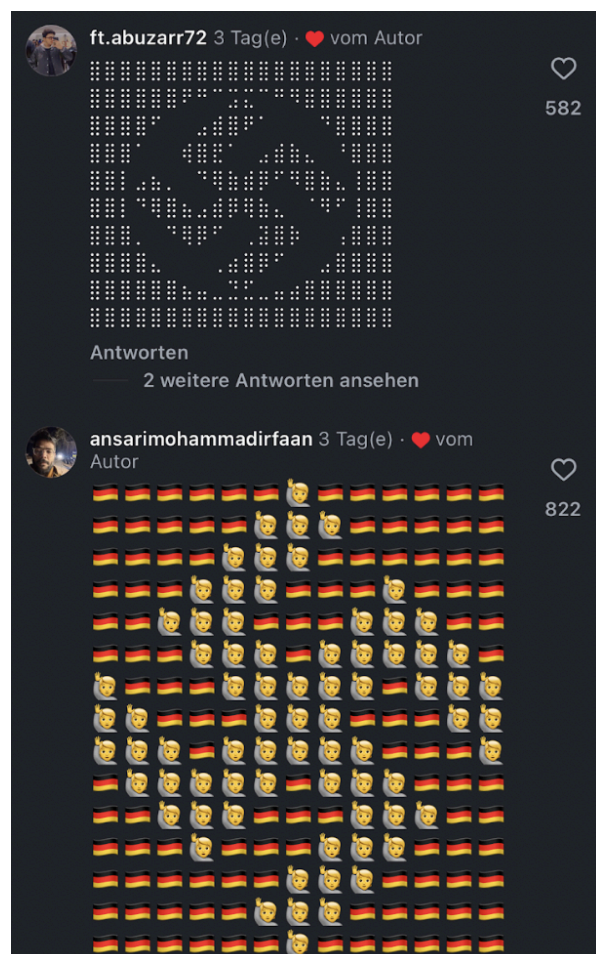 ft.abuzarr72 3 Tag(e) · ❤️ vom Autor
582
Antworten
2 weitere Antworten ansehen
ansarimohammadirfaan 3 Tag(e) · ❤️ vom
Autor
822